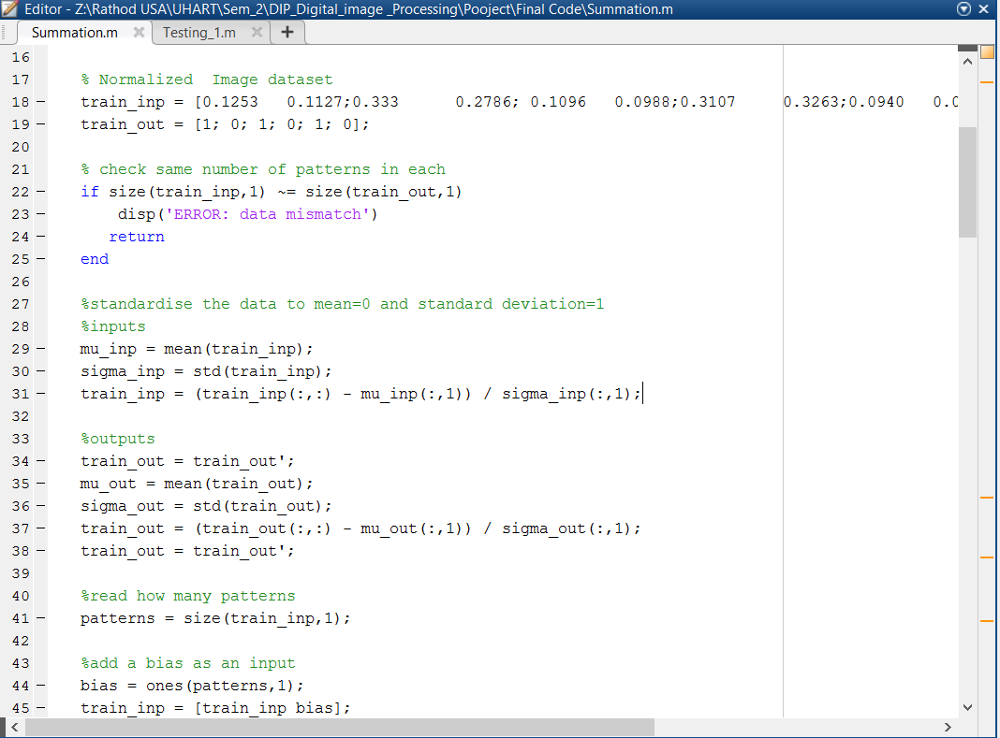 Editor - Z:\Rathod USA\UHART\Sem_2\DIP_Digital_image _Processing\Pooject\Final Code\Summation.m
Summation.m Testing_1.m
16
17 % Normalized  Image dataset
18 train_inp = [0.1253   0.1127;0.333      0.2786; 0.1096   0.0988;0.3107     0.3263;0.0940   0.0
19 train_out = [1; 0; 1; 0; 1; 0];
20
21 % check same number of patterns in each
22 if size(train_inp,1) ~= size(train_out,1)
23     disp('ERROR: data mismatch')
24    return
25 end
26
27 %standardise the data to mean=0 and standard deviation=1
28 %inputs
29 mu_inp = mean(train_inp);
30 sigma_inp = std(train_inp);
31 train_inp = (train_inp(:,:) - mu_inp(:,1)) / sigma_inp(:,1);
32
33 %outputs
34 train_out = train_out';
35 mu_out = mean(train_out);
36 sigma_out = std(train_out);
37 train_out = (train_out(:,:) - mu_out(:,1)) / sigma_out(:,1);
38 train_out = train_out';
39
40 %read how many patterns
41 patterns = size(train_inp,1);
42
43 %add a bias as an input
44 bias = ones(patterns,1);
45 train_inp = [train_inp bias];